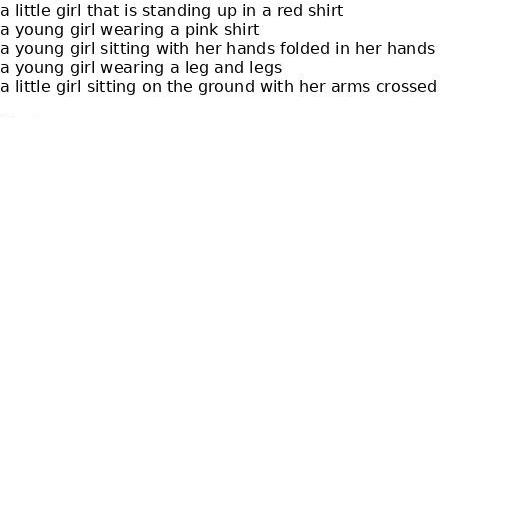 a little girl that is standing up in a red shirt
a young girl wearing a pink shirt
a young girl sitting with her hands folded in her hands
a young girl wearing a leg and legs
a little girl sitting on the ground with her arms crossed